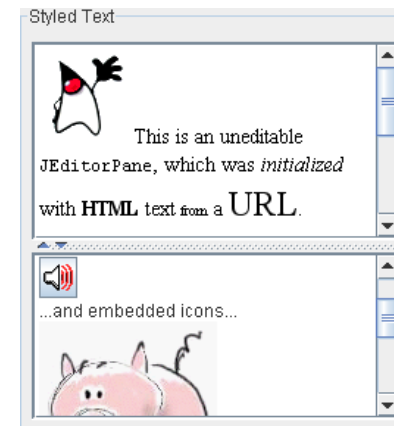 Styled Text
This is an uneditable
JEditorPane, which was initialized
with HTML text from a URL.
...and embedded icons...